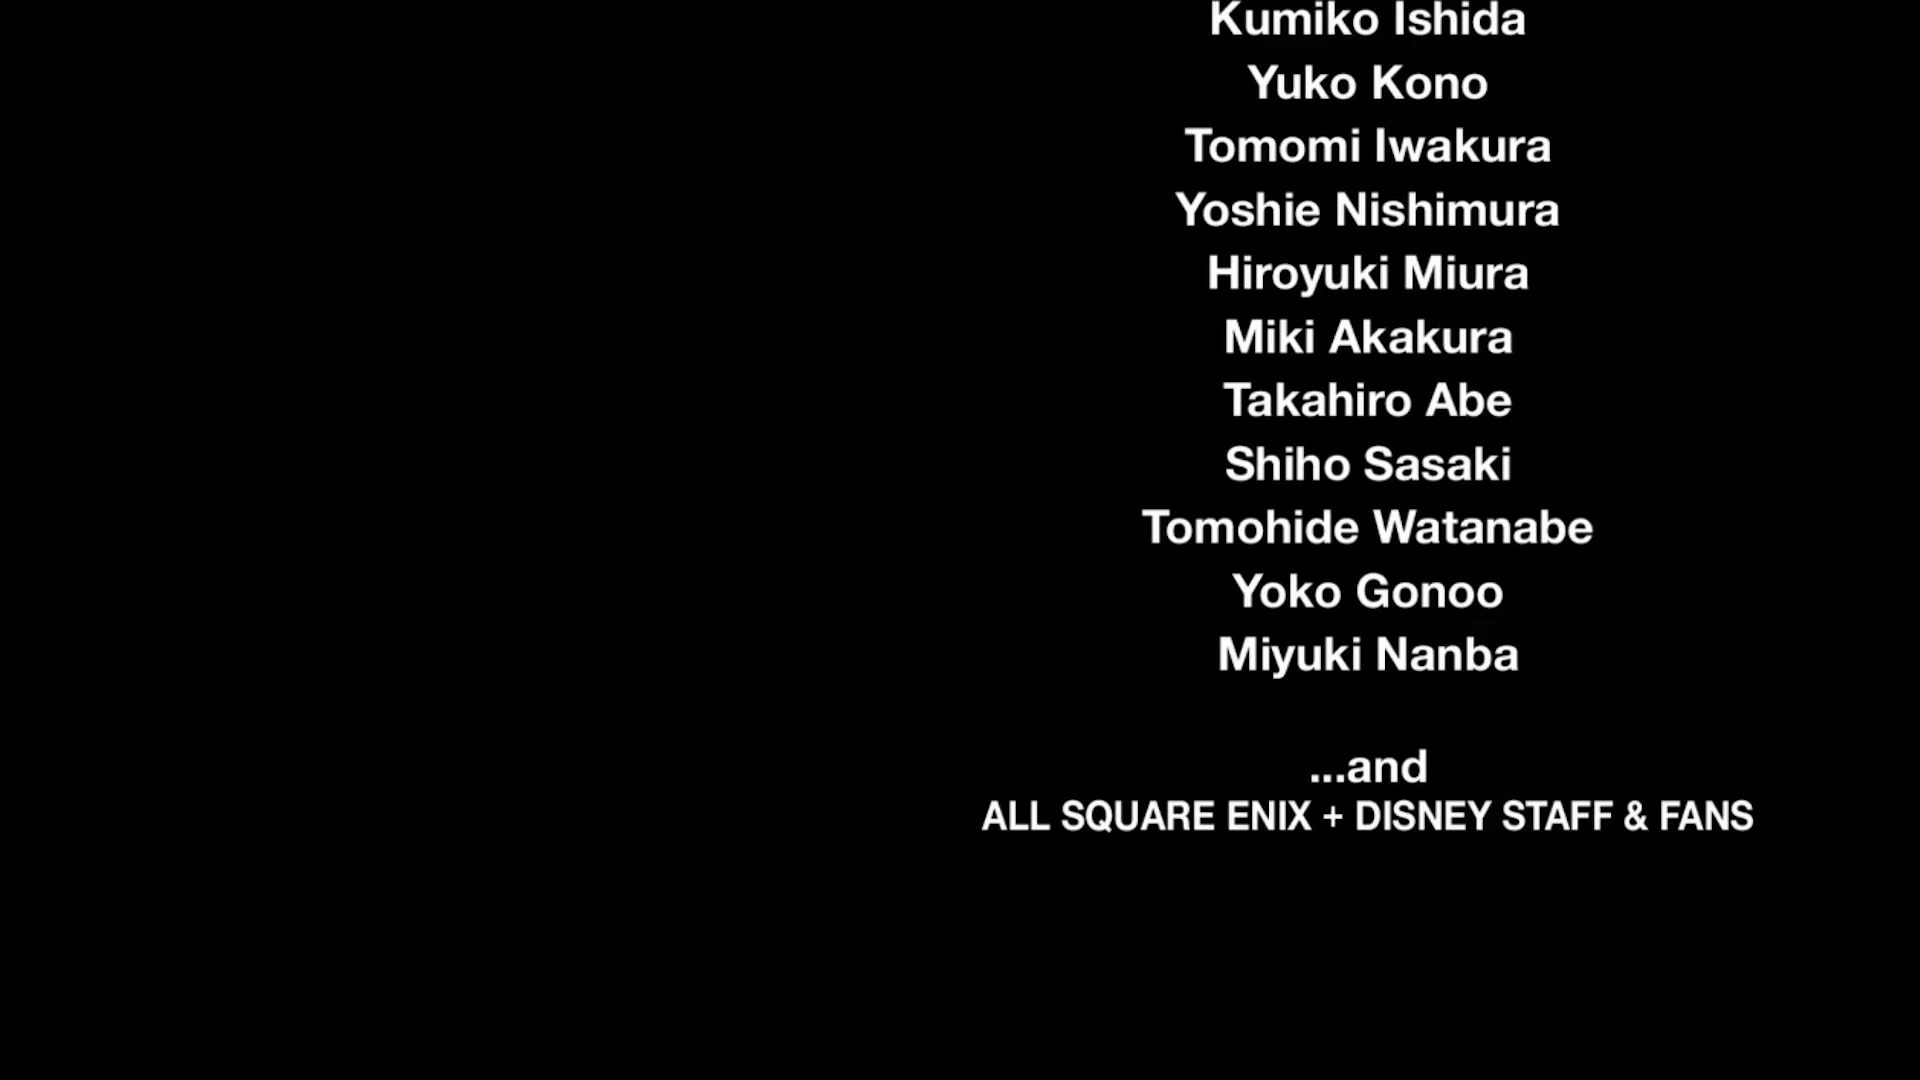 Kumiko Ishida
Yuko Kono
Tomomi Iwakura
Yoshie Nishimura
Hiroyuki Miura
Miki Akakura
Takahiro Abe
Shiho Sasaki
Tomohide Watanabe
Yoko Gonoo
Miyuki Nanba
...and
ALL SQUARE ENIX + DISNEY STAFF & FANS